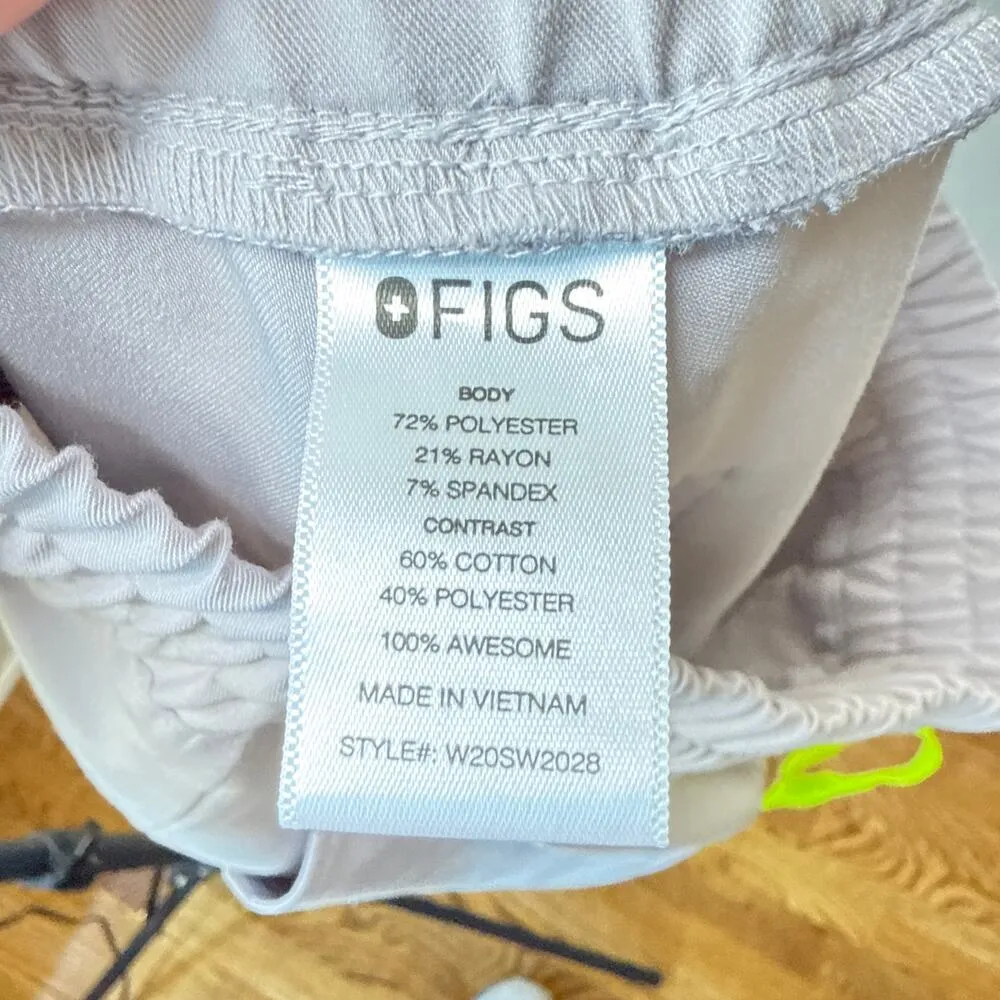 FIGS
BODY
72% POLYESTER
21% RAYON
7% SPANDEX
CONTRAST
60% COTTON
40% POLYESTER
100% AWESOME
MADE IN VIETNAM
STYLE#: W20SW2028